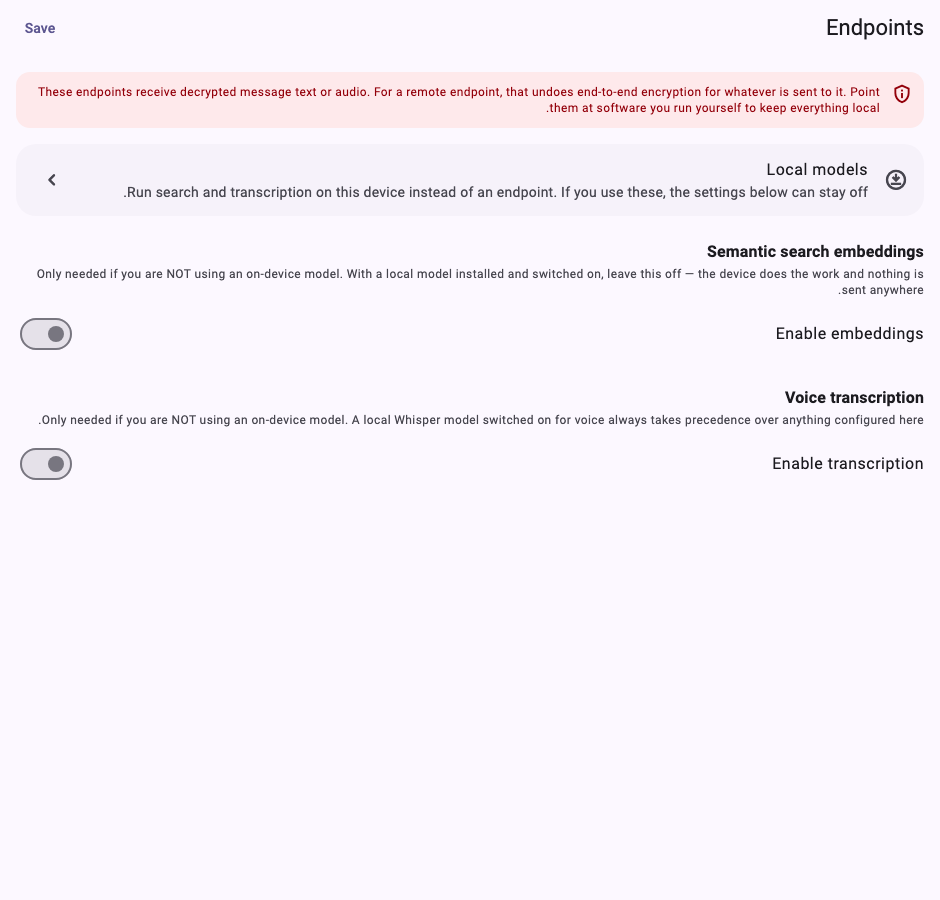 Endpoints
Save
These endpoints receive decrypted message text or audio. For a remote endpoint, that undoes end-to-end encryption for whatever is sent to it. Point
.them at software you run yourself to keep everything local
Local models
.Run search and transcription on this device instead of an endpoint. If you use these, the settings below can stay off
Semantic search embeddings
Only needed if you are NOT using an on-device model. With a local model installed and switched on, leave this off — the device does the work and nothing is
.sent anywhere
Enable embeddings
Voice transcription
.Only needed if you are NOT using an on-device model. A local Whisper model switched on for voice always takes precedence over anything configured here
Enable transcription